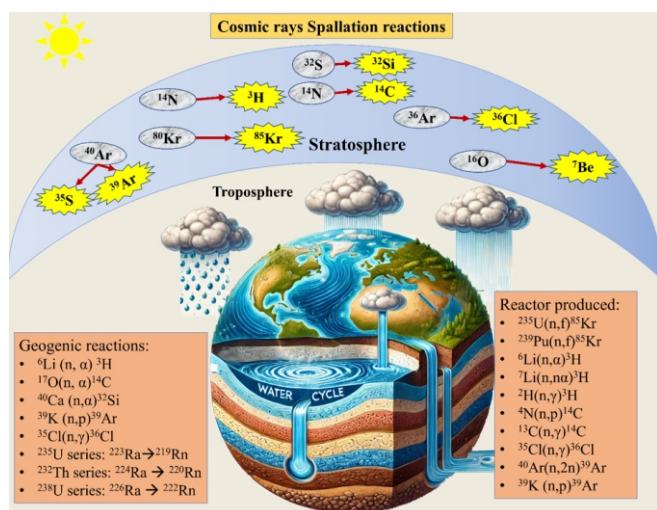 Cosmic rays Spallation reactions
³²S
³²Si
¹⁴N
³H
¹⁴N
¹⁴C
³⁶Ar
³⁶Cl
⁸⁰Kr
⁸⁵Kr
Stratosphere
⁴⁰Ar
¹⁶O
⁷Be
³⁵S
³⁹Ar
Troposphere
WATER CYCLE
Geogenic reactions:
• ⁶Li (n, α) ³H
• ¹⁷O(n, α)¹⁴C
• ⁴⁰Ca (n,α)³²Si
• ³⁹K (n,p)³⁹Ar
• ³⁵Cl(n,γ)³⁶Cl
• ²³⁵U series: ²²³Ra→²¹⁹Rn
• ²³²Th series: ²²⁴Ra → ²²⁰Rn
• ²³⁸U series: ²²⁶Ra → ²²²Rn
Reactor produced:
• ²³⁵U(n,f)⁸⁵Kr
• ²³⁹Pu(n,f)⁸⁵Kr
• ⁶Li(n,α)³H
• ⁷Li(n,nα)³H
• ²H(n,γ)³H
• ⁴N(n,p)¹⁴C
• ¹³C(n,γ)¹⁴C
• ³⁵Cl(n,γ)³⁶Cl
• ⁴⁰Ar(n,2n)³⁹Ar
• ³⁹K (n,p)³⁹Ar